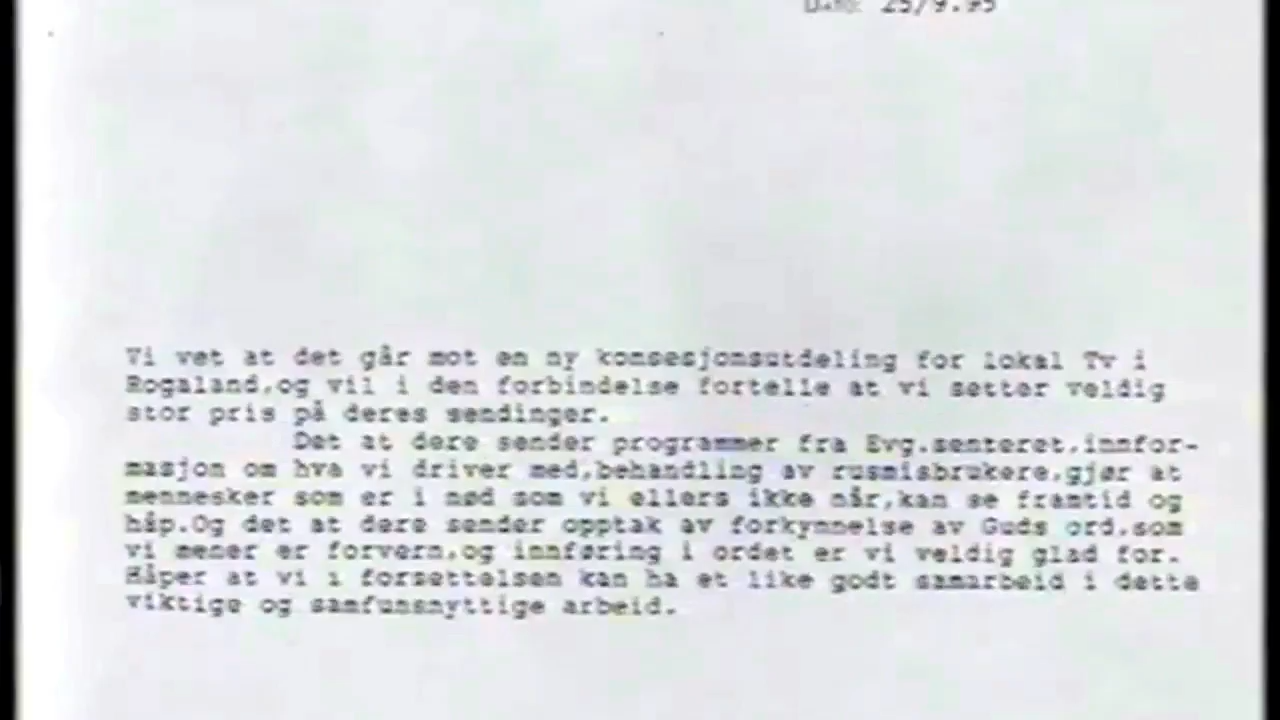 Dato 25/9.95
Vi vet at det går mot en ny konsesjonsutdeling for lokal Tv i
Rogaland,og vil i den forbindelse fortelle at vi setter veldig
stor pris på deres sendinger.
Det at dere sender programmer fra Evg.senteret,innfor-
masjon om hva vi driver med,behandling av rusmisbrukere,gjør at
mennesker som er i nød som vi ellers ikke når,kan se framtid og
håp.Og det at dere sender opptak av forkynnelse av Guds ord,som
vi mener er forvern,og innføring i ordet er vi veldig glad for.
Håper at vi i forsettelsen kan ha et like godt samarbeid i dette
viktige og samfunsnyttige arbeid.